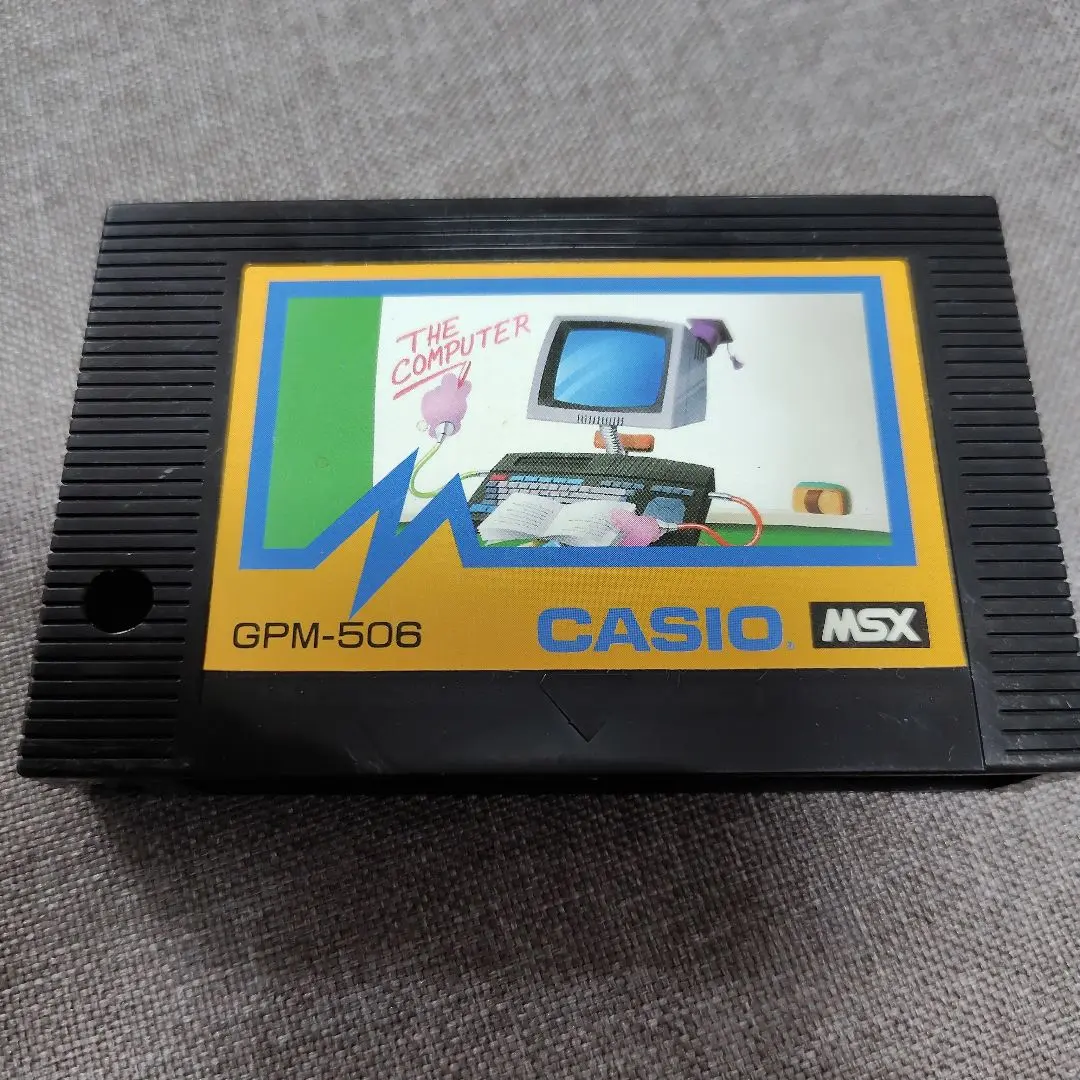 THE
COMPUTER
GPM-506
CASIO
MSX